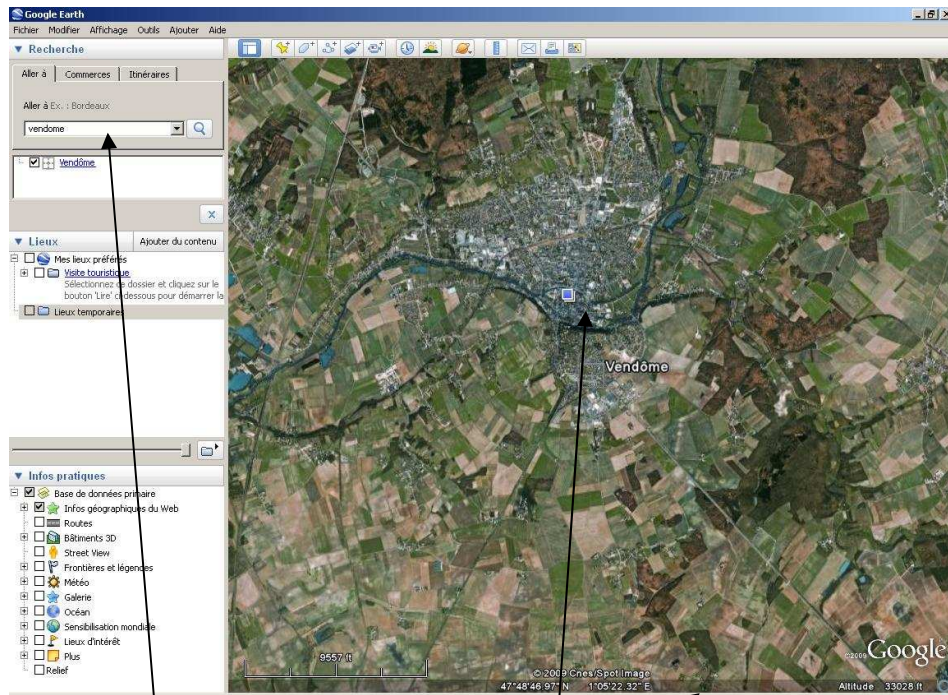 Google Earth
Fichier Modifier Affichage Outils Ajouter Aide
Recherche
Aller à Commerces Itinéraires
Aller à Ex. : Bordeaux
vendome
Vendôme
Lieux Ajouter du contenu
Mes lieux préférés
Visite touristique
Sélectionnez ce dossier et cliquez sur le
bouton 'Lire' ci-dessous pour démarrer la
Lieux temporaires
Infos pratiques
Base de données primaire
Infos géographiques du Web
Routes
Bâtiments 3D
Street View
Frontières et légendes
Météo
Galerie
Océan
Sensibilisation mondiale
Lieux d'intérêt
Plus
Relief
Vendôme
9557 ft
©2009 Google
© 2009 Cnes/Spot Image
47°48'46.97" N 1°05'22.32" E Altitude 33028 ft